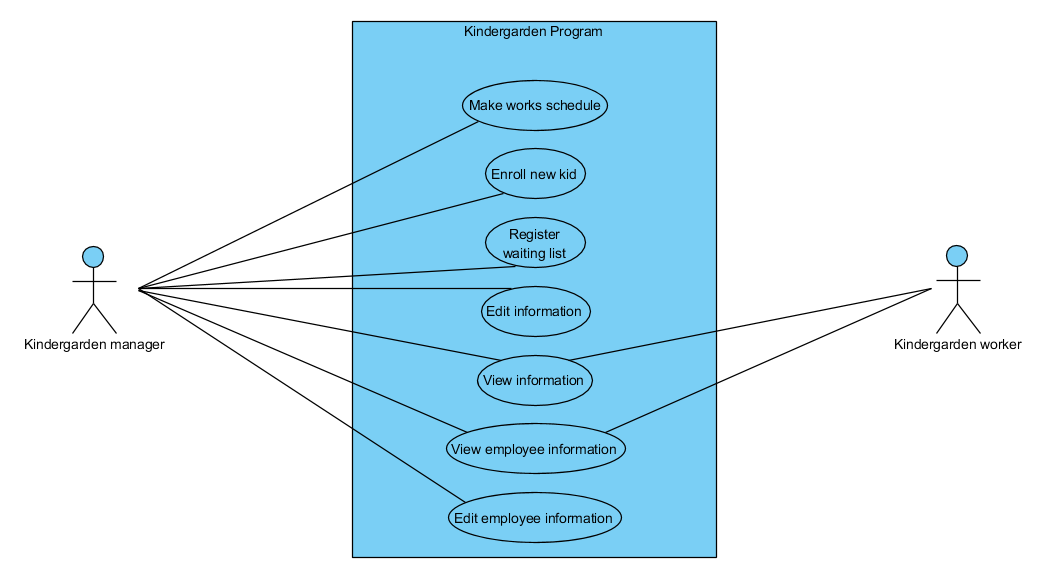 Kindergarden Program
Make works schedule
Enroll new kid
Register
waiting list
Edit information
View information
View employee information
Edit employee information
Kindergarden manager
Kindergarden worker